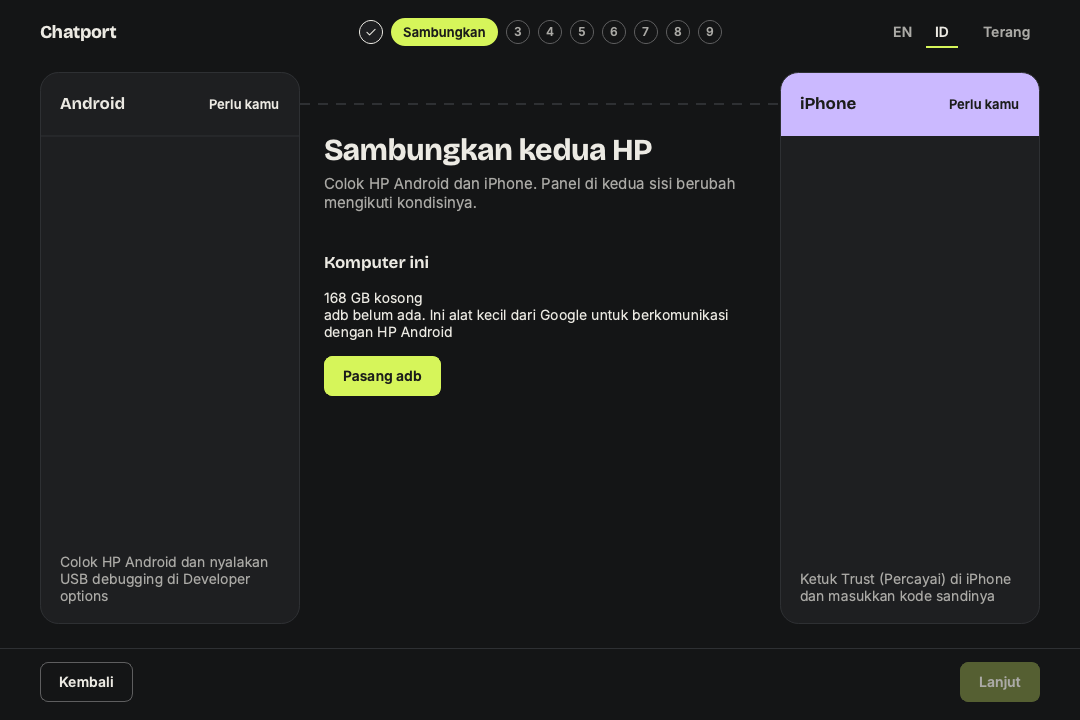 Chatport
Sambungkan
3
4
5
6
7
8
9
EN
ID
Terang
Android
Perlu kamu
Colok HP Android dan nyalakan
USB debugging di Developer
options
Sambungkan kedua HP
Colok HP Android dan iPhone. Panel di kedua sisi berubah
mengikuti kondisinya.
Komputer ini
168 GB kosong
adb belum ada. Ini alat kecil dari Google untuk berkomunikasi
dengan HP Android
Pasang adb
iPhone
Perlu kamu
Ketuk Trust (Percayai) di iPhone
dan masukkan kode sandinya
Kembali
Lanjut